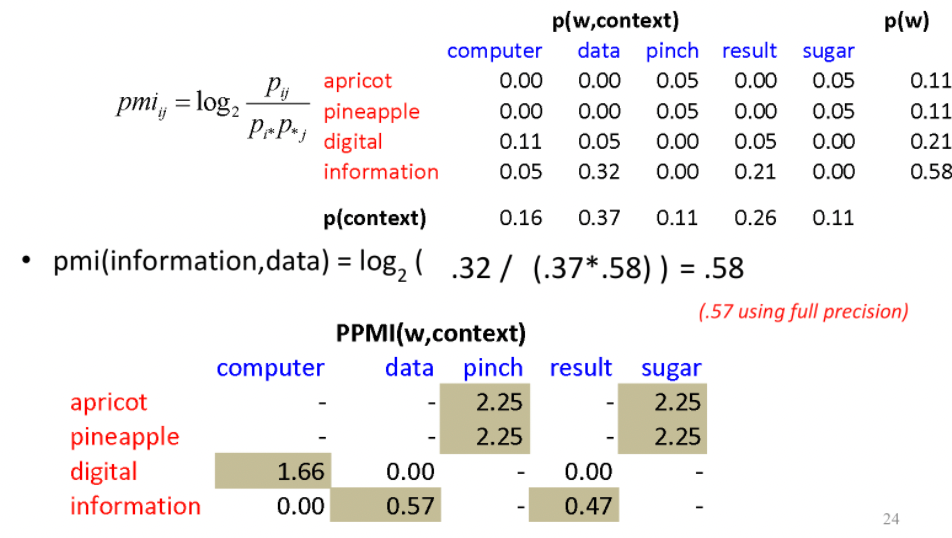 p(w,context) p(w)
computer data pinch result sugar
apricot 0.00 0.00 0.05 0.00 0.05 0.11
pineapple 0.00 0.00 0.05 0.00 0.05 0.11
digital 0.11 0.05 0.00 0.05 0.00 0.21
information 0.05 0.32 0.00 0.21 0.00 0.58
pmi_ij = log_2 p_ij / p_i* p_*j
p(context) 0.16 0.37 0.11 0.26 0.11
• pmi(information,data) = log_2 ( .32 / (.37*.58) ) = .58
(.57 using full precision)
PPMI(w,context)
computer data pinch result sugar
apricot - - 2.25 - 2.25
pineapple - - 2.25 - 2.25
digital 1.66 0.00 - 0.00 -
information 0.00 0.57 - 0.47 -
24